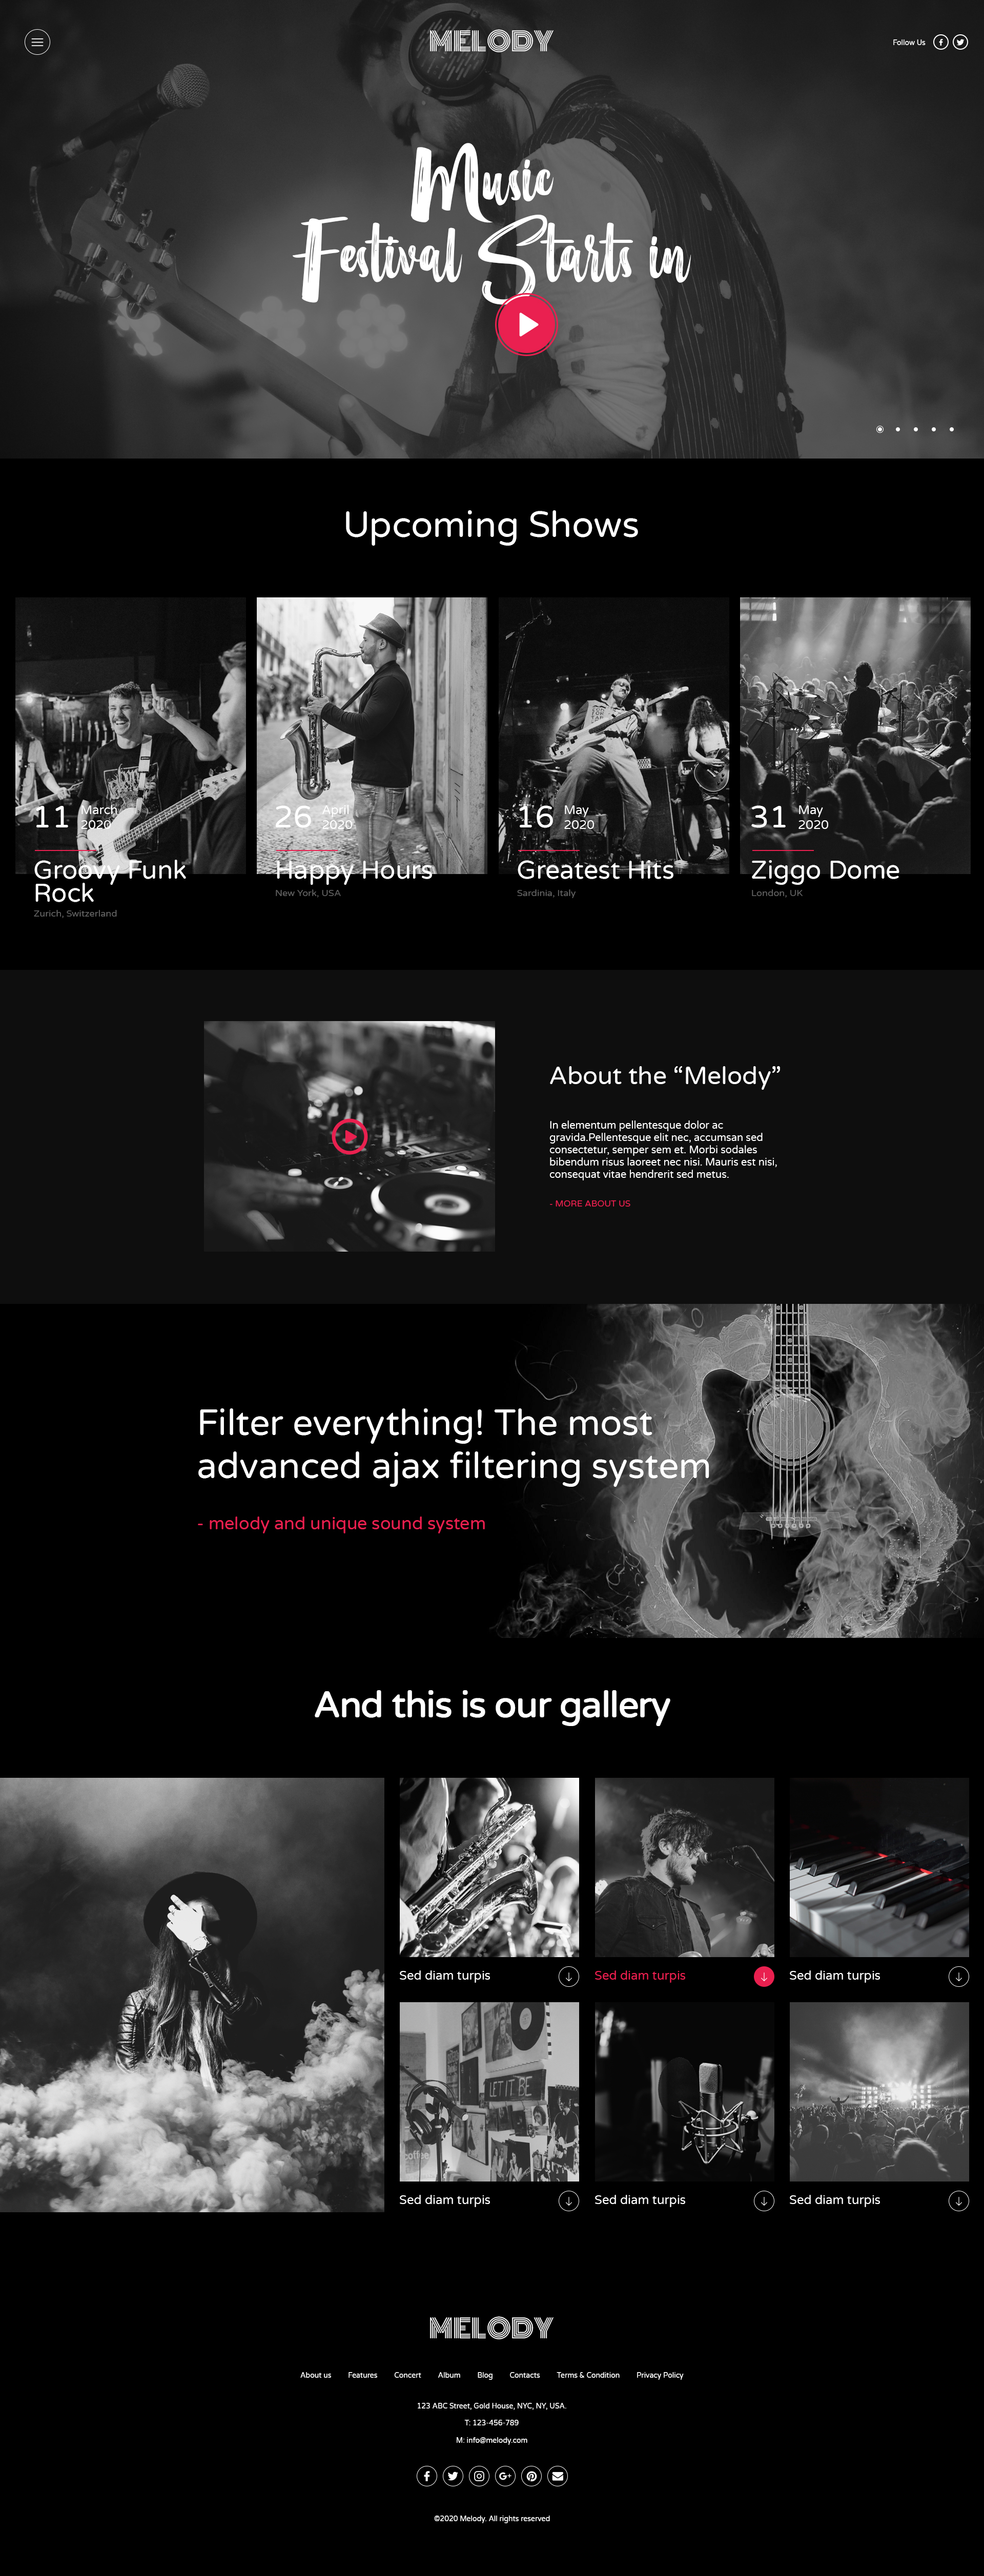 MELODY
Follow Us
Music
Festival Starts in
Upcoming Shows
11 March
2020
Groovy Funk
Rock
Zurich, Switzerland
26 April
2020
Happy Hours
New York, USA
16 May
2020
Greatest Hits
Sardinia, Italy
31 May
2020
Ziggo Dome
London, UK
About the “Melody”
In elementum pellentesque dolor ac
gravida.Pellentesque elit nec, accumsan sed
consectetur, semper sem et. Morbi sodales
bibendum risus laoreet nec nisi. Mauris est nisi,
consequat vitae hendrerit sed metus.
- MORE ABOUT US
Filter everything! The most
advanced ajax filtering system
- melody and unique sound system
And this is our gallery
Sed diam turpis
Sed diam turpis
Sed diam turpis
LET IT BE
coffee
Sed diam turpis
Sed diam turpis
Sed diam turpis
MELODY
About us Features Concert Album Blog Contacts Terms & Condition Privacy Policy
123 ABC Street, Gold House, NYC, NY, USA.
T: 123-456-789
M: info@melody.com
©2020 Melody. All rights reserved